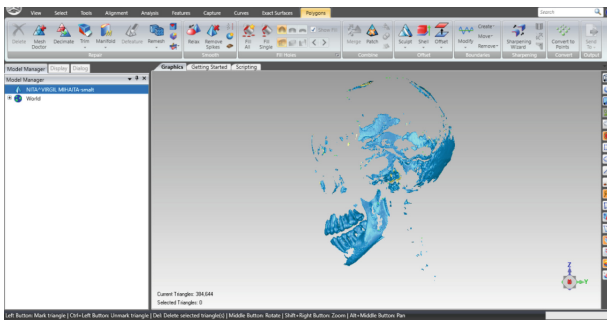 View Select Tools Alignment Analysis Features Capture Curves Exact Surfaces Polygons
Search
Delete Mesh Doctor Decimate Trim Manifold Remesh
Relax Remove Spikes
Fill All Fill Single
Merge Patch
Sculpt Shell Offset
Modify Create Move Remove
Sharpening Wizard
Convert to Points
Send To
Repair Smooth Fill Holes Combine Offset Boundaries Sharpening Convert Output
Model Manager Display Dialog
Graphics Getting Started Scripting
Model Manager
World
Z
Y
Current Triangles: 384,644
Selected Triangles: 0
Left Button: Mark triangle | Ctrl+Left Button: Unmark triangle | Del: Delete selected triangle(s) | Middle Button: Rotate | Shift+Right Button: Zoom | Alt+Middle Button: Pan